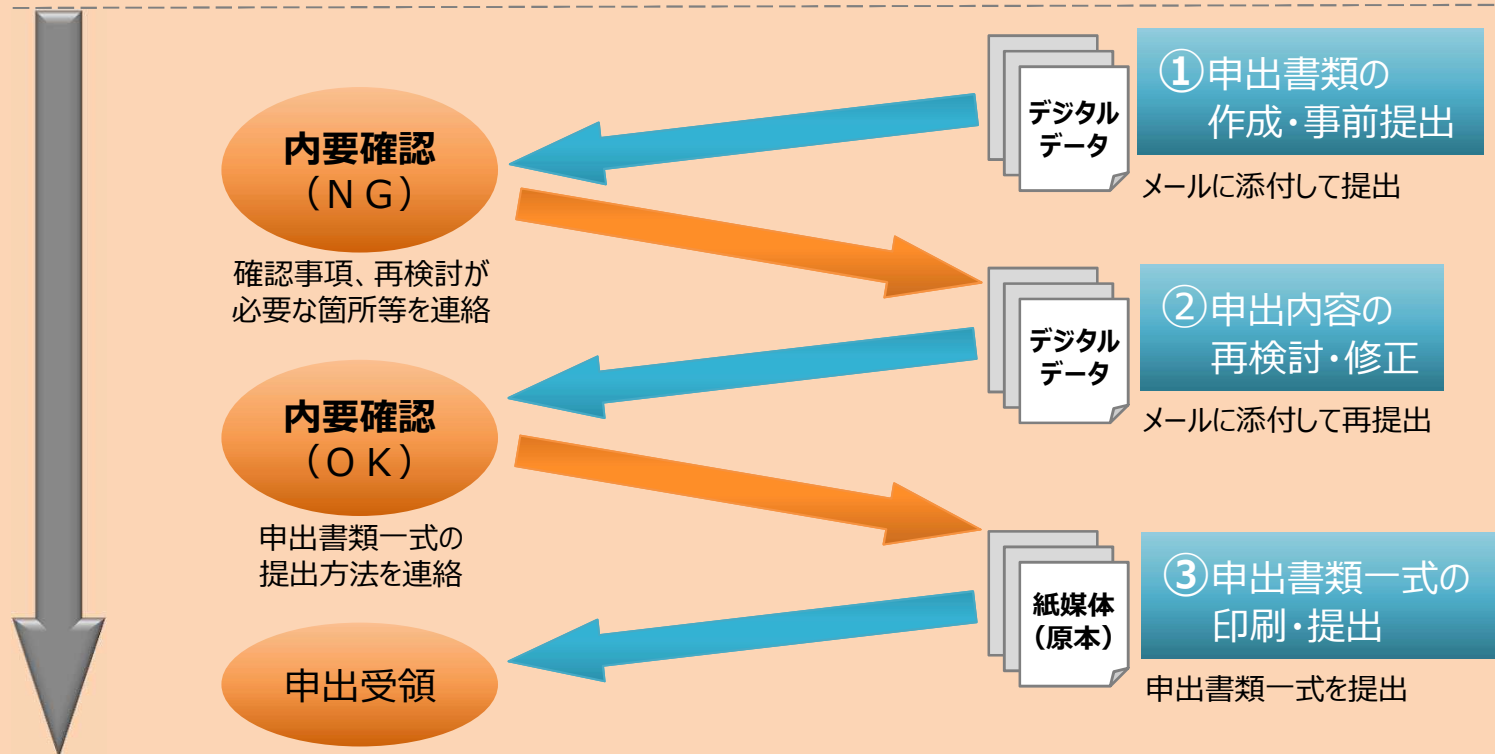 ①申出書類の
作成・事前提出
デジタル
データ
メールに添付して提出
内要確認
（ＮＧ）
確認事項、再検討が
必要な箇所等を連絡
②申出内容の
再検討・修正
デジタル
データ
メールに添付して再提出
内要確認
（ＯＫ）
申出書類一式の
提出方法を連絡
③申出書類一式の
印刷・提出
紙媒体
（原本）
申出書類一式を提出
申出受領